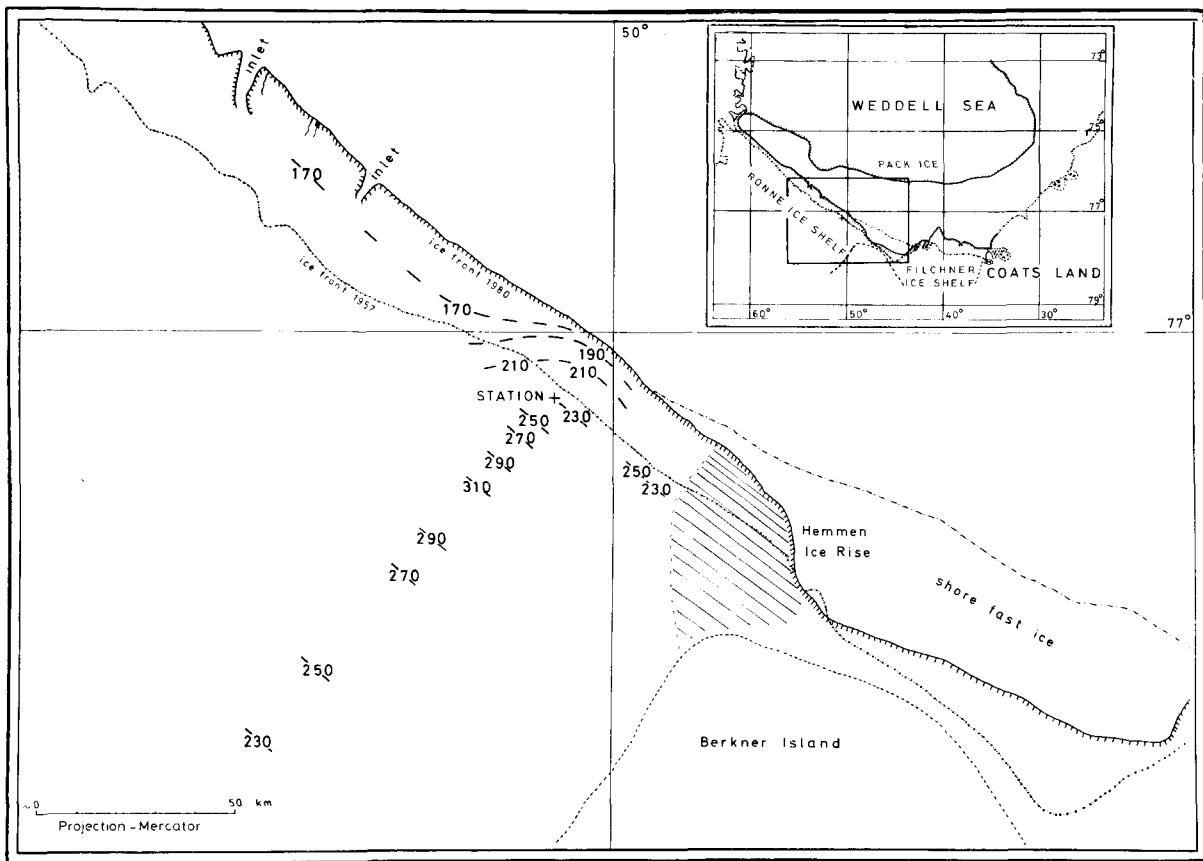 50°
inlet
inlet
170
ice front 1980
ice front 1957
170
77°
190
210
210
STATION
230
250
270
290
310
250
230
290
270
250
230
Hemmen
Ice Rise
shore fast ice
Berkner Island
0 50 km
Projection - Mercator
WEDDELL SEA
PACK ICE
RONNE ICE SHELF
FILCHNER
ICE SHELF
COATS LAND
73°
75°
77°
79°
60°
50°
40°
30°